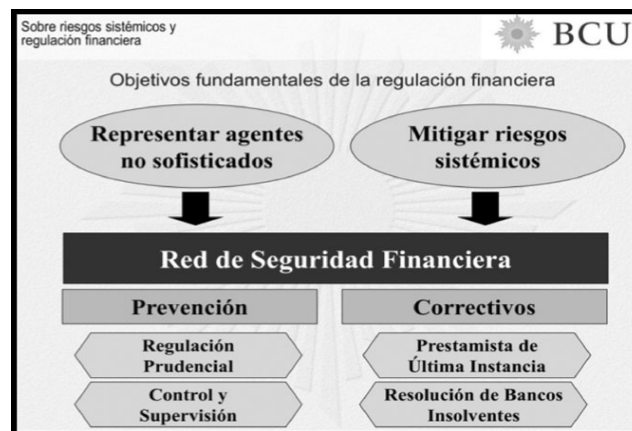 Sobre riesgos sistémicos y
regulación financiera
BCU
Objetivos fundamentales de la regulación financiera
Representar agentes
no sofisticados
Mitigar riesgos
sistémicos
Red de Seguridad Financiera
Prevención
Correctivos
Regulación
Prudencial
Prestamista de
Última Instancia
Control y
Supervisión
Resolución de Bancos
Insolventes